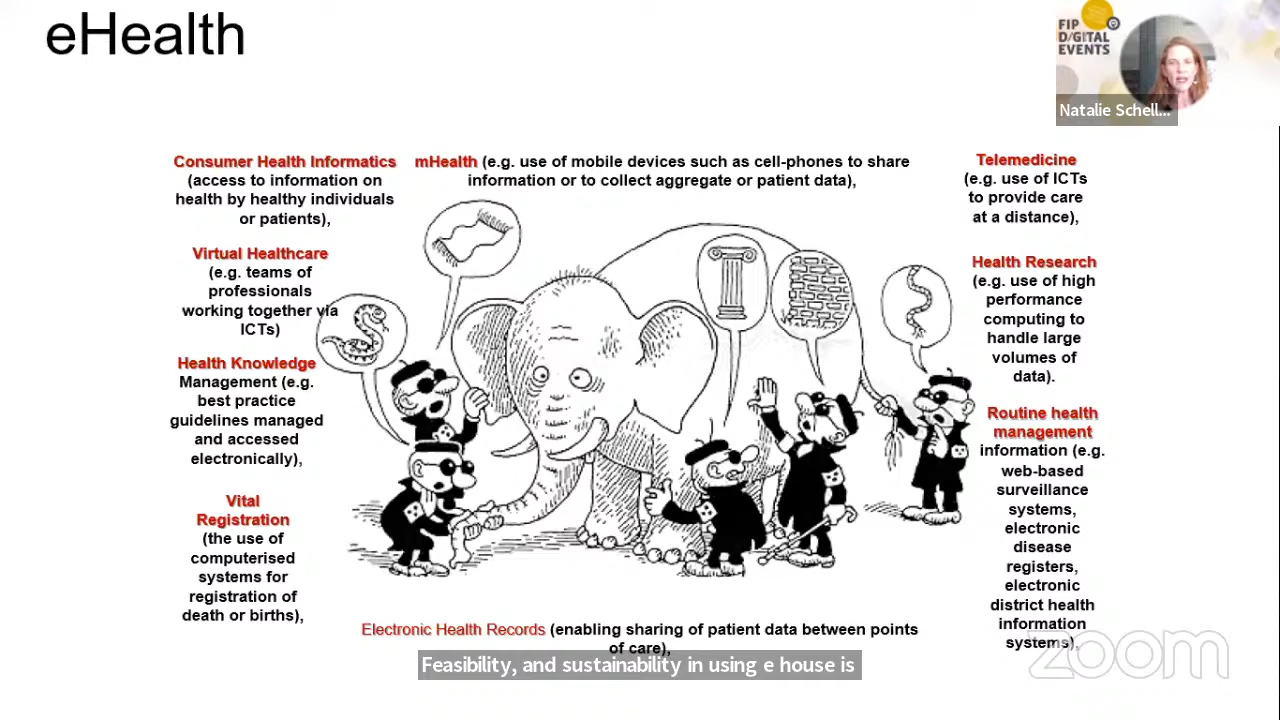 eHealth
FIP
D/GITAL
EVENTS
Natalie Schell...
Consumer Health Informatics
(access to information on
health by healthy individuals
or patients),
mHealth (e.g. use of mobile devices such as cell-phones to share
information or to collect aggregate or patient data),
Telemedicine
(e.g. use of ICTs
to provide care
at a distance),
Virtual Healthcare
(e.g. teams of
professionals
working together via
ICTs)
Health Research
(e.g. use of high
performance
computing to
handle large
volumes of
data).
Health Knowledge
Management (e.g.
best practice
guidelines managed
and accessed
electronically),
Routine health
management
information (e.g.
web-based
surveillance
systems,
electronic
disease
registers,
electronic
district health
information
systems),
Vital
Registration
(the use of
computerised
systems for
registration of
death or births),
Electronic Health Records (enabling sharing of patient data between points
of care),
Feasibility, and sustainability in using e house is
zoom